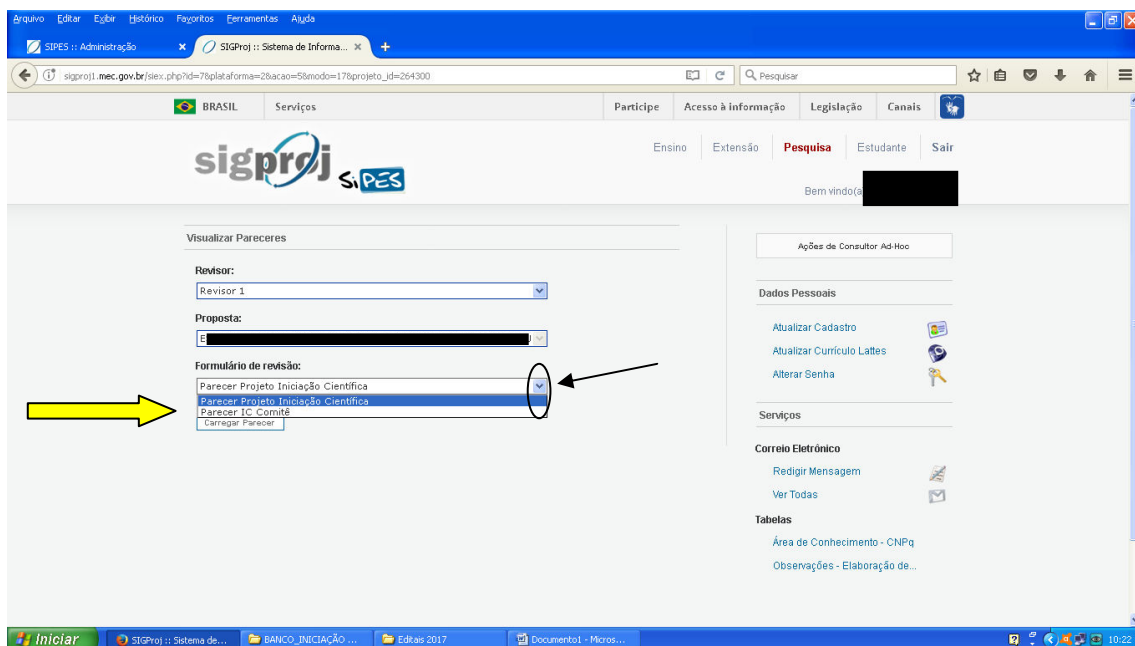 Arquivo Editar Exibir Histórico Favoritos Ferramentas Ajuda
SIPES :: Administração
SIGProj :: Sistema de Informa...
sigproj1.mec.gov.br/siex.php?id=7&plataforma=2&acao=5&modo=17&projeto_id=264300
Pesquisar
BRASIL Serviços Participe Acesso à informação Legislação Canais
sigproj SiPES
Ensino Extensão Pesquisa Estudante Sair
Bem vindo(a
Visualizar Pareceres
Revisor:
Revisor 1
Proposta:
E
Formulário de revisão:
Parecer Projeto Iniciação Científica
Parecer Projeto Iniciação Científica
Parecer IC Comitê
Carregar Parecer
Ações de Consultor Ad-Hoc
Dados Pessoais
Atualizar Cadastro
Atualizar Currículo Lattes
Alterar Senha
Serviços
Correio Eletrônico
Redigir Mensagem
Ver Todas
Tabelas
Área de Conhecimento - CNPq
Observações - Elaboração de...
Iniciar SIGProj :: Sistema de... BANCO_INICIAÇÃO ... Editais 2017 Documento1 - Micros... 10:22